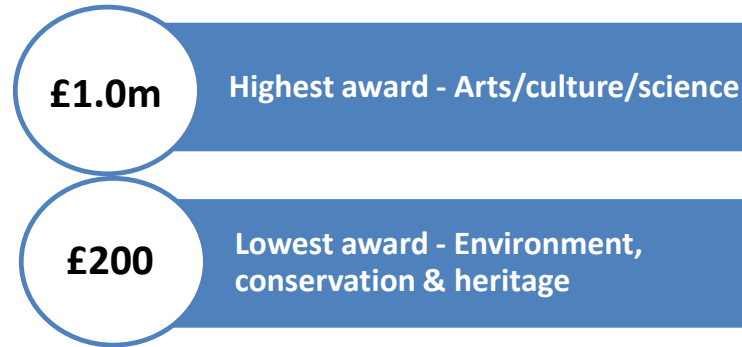 £1.0m
Highest award - Arts/culture/science
£200
Lowest award - Environment,
conservation & heritage